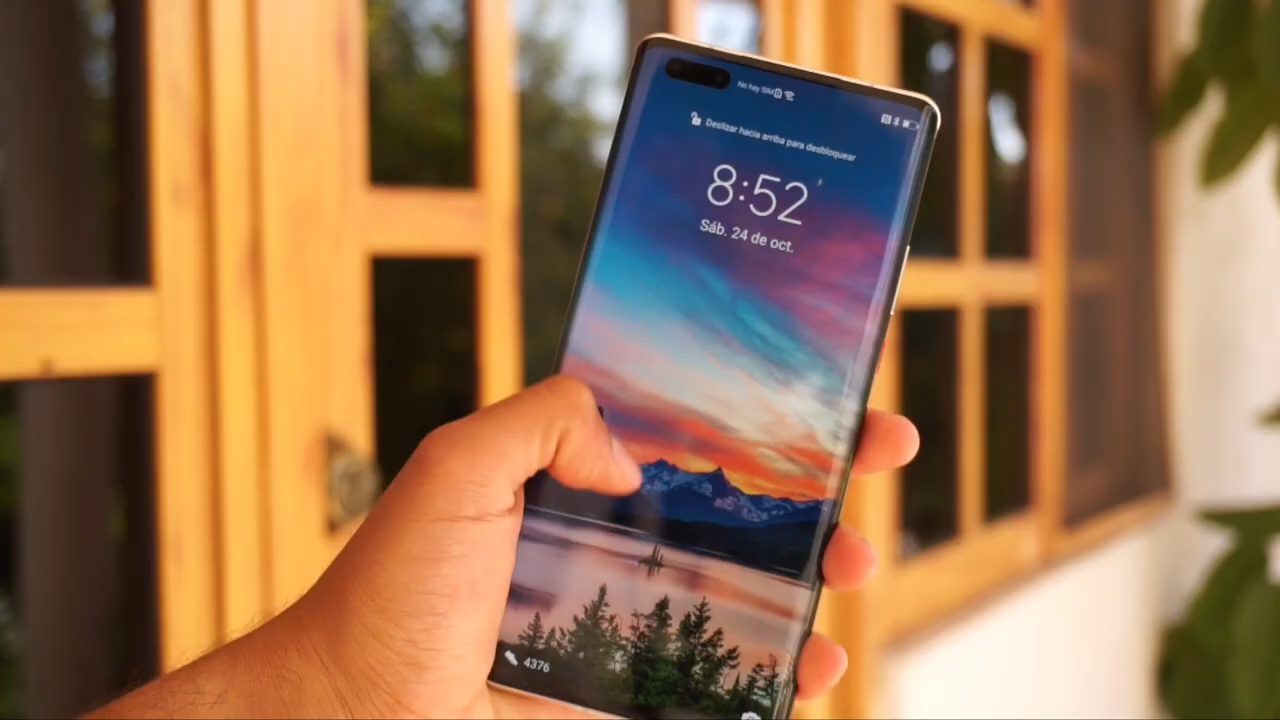 No hay SIM
Deslizar hacia arriba para desbloquear
8:52
Sáb. 24 de oct.
4376